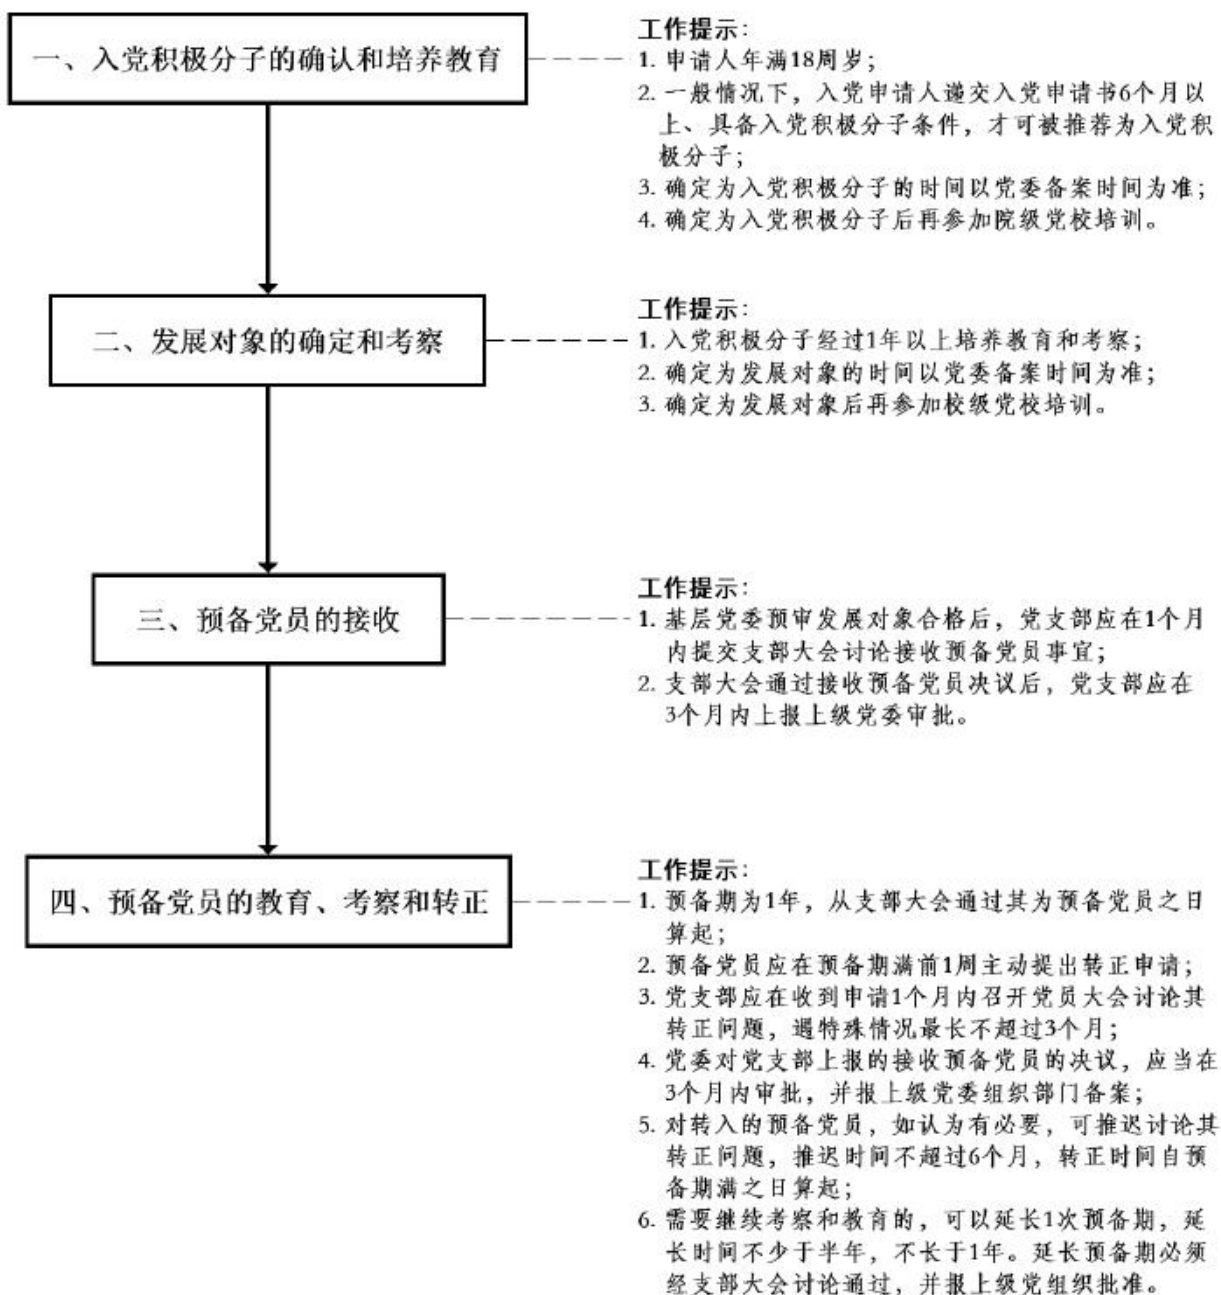 一、入党积极分子的确认和培养教育
工作提示：
1. 申请人年满18周岁；
2. 一般情况下，入党申请人递交入党申请书6个月以
上、具备入党积极分子条件，才可被推荐为入党积
极分子；
3. 确定为入党积极分子的时间以党委备案时间为准；
4. 确定为入党积极分子后再参加院级党校培训。
二、发展对象的确定和考察
工作提示：
1. 入党积极分子经过1年以上培养教育和考察；
2. 确定为发展对象的时间以党委备案时间为准；
3. 确定为发展对象后再参加校级党校培训。
三、预备党员的接收
工作提示：
1. 基层党委预审发展对象合格后，党支部应在1个月
内提交支部大会讨论接收预备党员事宜；
2. 支部大会通过接收预备党员决议后，党支部应在
3个月内上报上级党委审批。
四、预备党员的教育、考察和转正
工作提示：
1. 预备期为1年，从支部大会通过其为预备党员之日
算起；
2. 预备党员应在预备期满前1周主动提出转正申请；
3. 党支部应在收到申请1个月内召开党员大会讨论其
转正问题，遇特殊情况最长不超过3个月；
4. 党委对党支部上报的接收预备党员的决议，应当在
3个月内审批，并报上级党委组织部门备案；
5. 对转入的预备党员，如认为有必要，可推迟讨论其
转正问题，推迟时间不超过6个月，转正时间自预
备期满之日算起；
6. 需要继续考察和教育的，可以延长1次预备期，延
长时间不少于半年，不长于1年。延长预备期必须
经支部大会讨论通过，并报上级党组织批准。